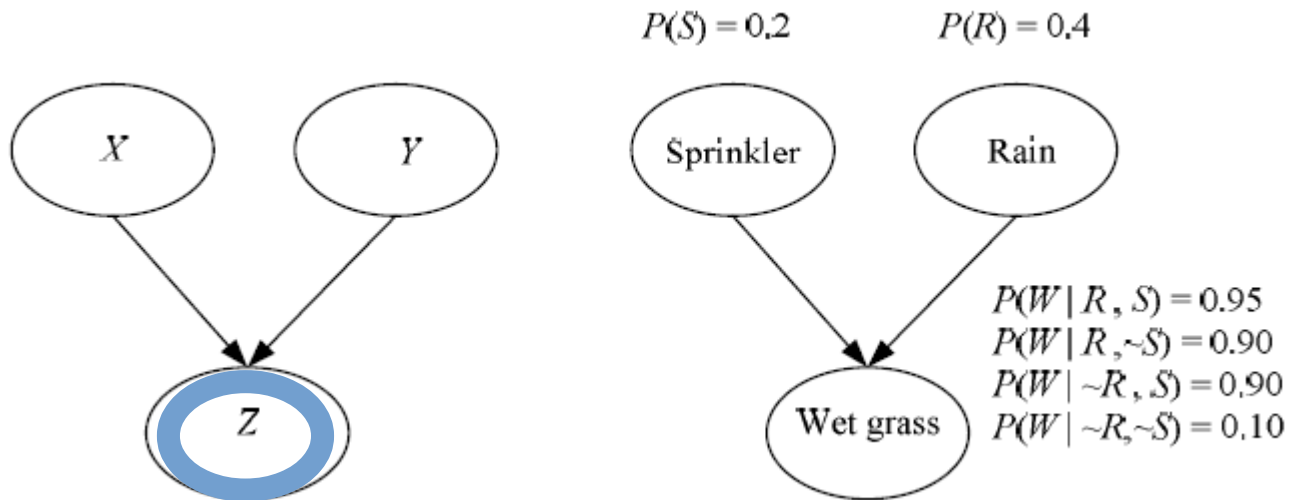 P(S) = 0.2
P(R) = 0.4
X
Y
Sprinkler
Rain
P(W | R, S) = 0.95
P(W | R,~S) = 0.90
P(W | ~R, S) = 0.90
P(W | ~R,~S) = 0.10
Z
Wet grass